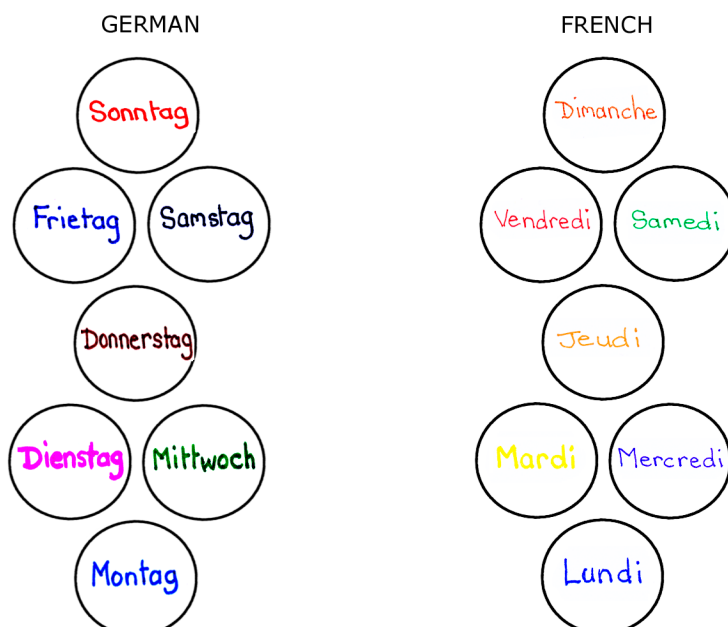 GERMAN
Sonntag
Frietag
Samstag
Donnerstag
Dienstag
Mittwoch
Montag
FRENCH
Dimanche
Vendredi
Samedi
Jeudi
Mardi
Mercredi
Lundi